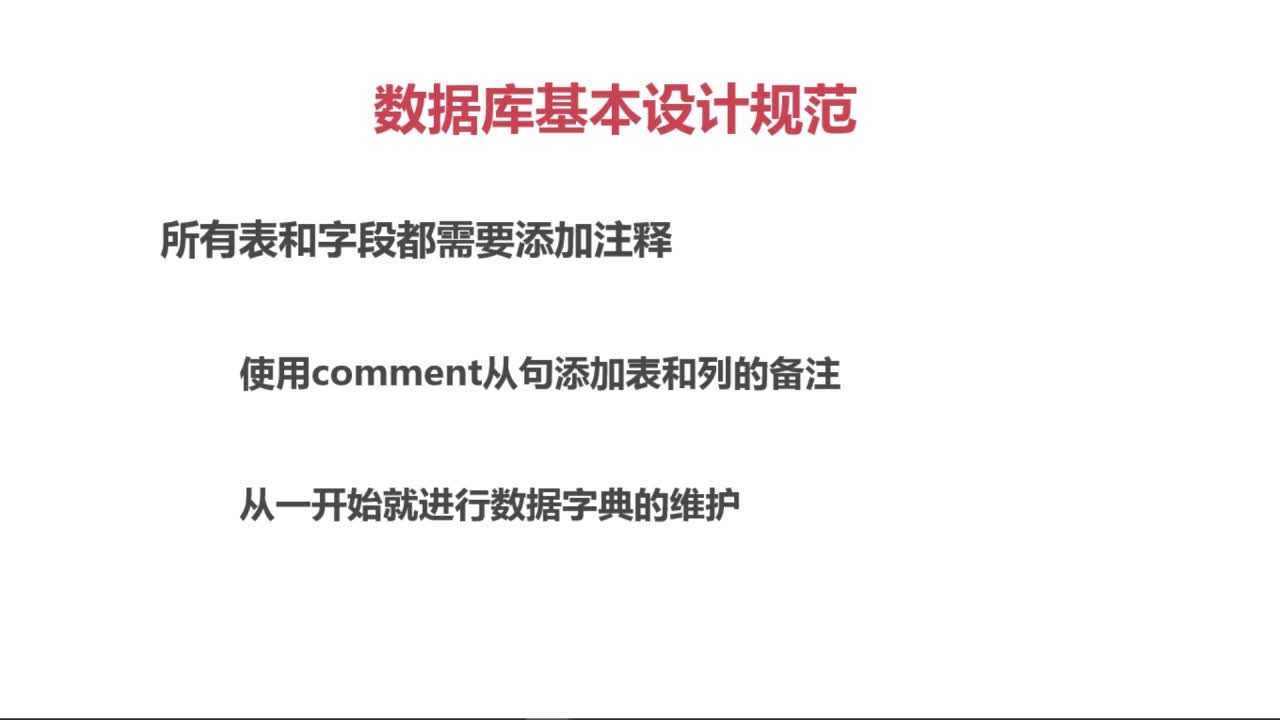 数据库基本设计规范
所有表和字段都需要添加注释
使用comment从句添加表和列的备注
从一开始就进行数据字典的维护